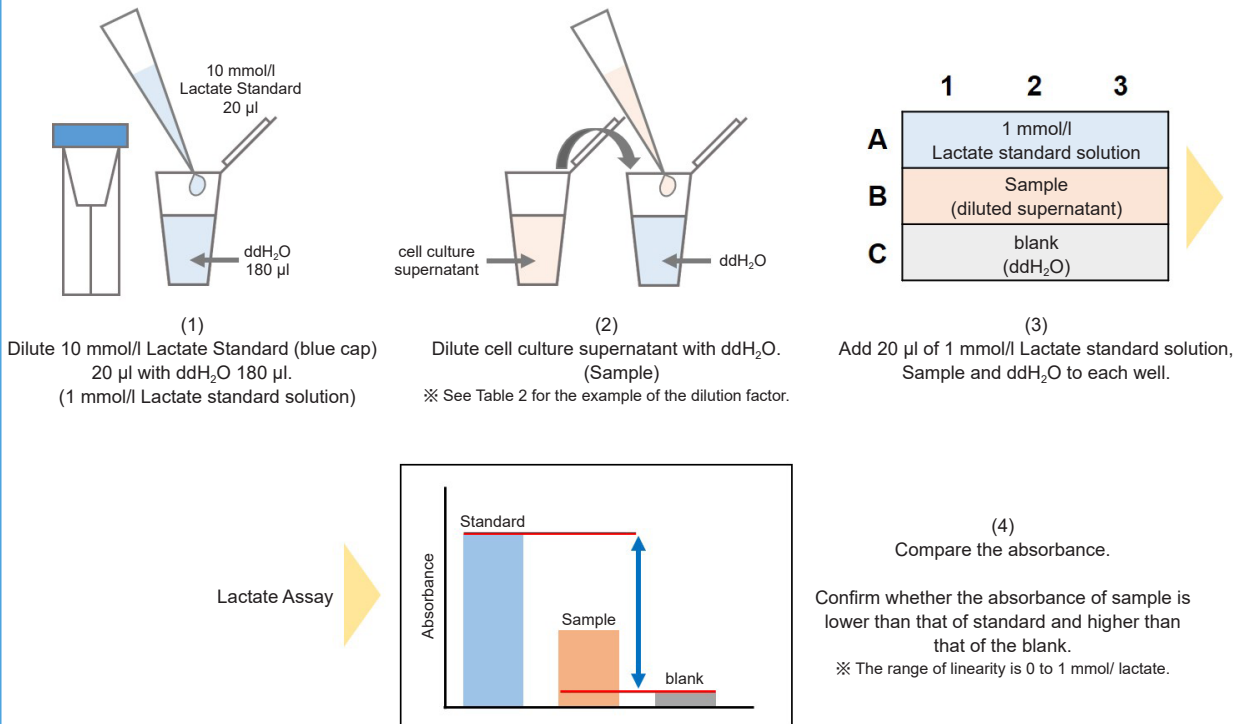 10 mmol/l
Lactate Standard
20 µl
ddH₂O
180 µl
(1)
Dilute 10 mmol/l Lactate Standard (blue cap)
20 µl with ddH₂O 180 µl.
(1 mmol/l Lactate standard solution)
cell culture
supernatant
ddH₂O
(2)
Dilute cell culture supernatant with ddH₂O.
(Sample)
※ See Table 2 for the example of the dilution factor.
1 2 3
A
1 mmol/l
Lactate standard solution
B
Sample
(diluted supernatant)
C
blank
(ddH₂O)
(3)
Add 20 µl of 1 mmol/l Lactate standard solution,
Sample and ddH₂O to each well.
Lactate Assay
Absorbance
Standard
Sample
blank
(4)
Compare the absorbance.
Confirm whether the absorbance of sample is
lower than that of standard and higher than
that of the blank.
※ The range of linearity is 0 to 1 mmol/ lactate.